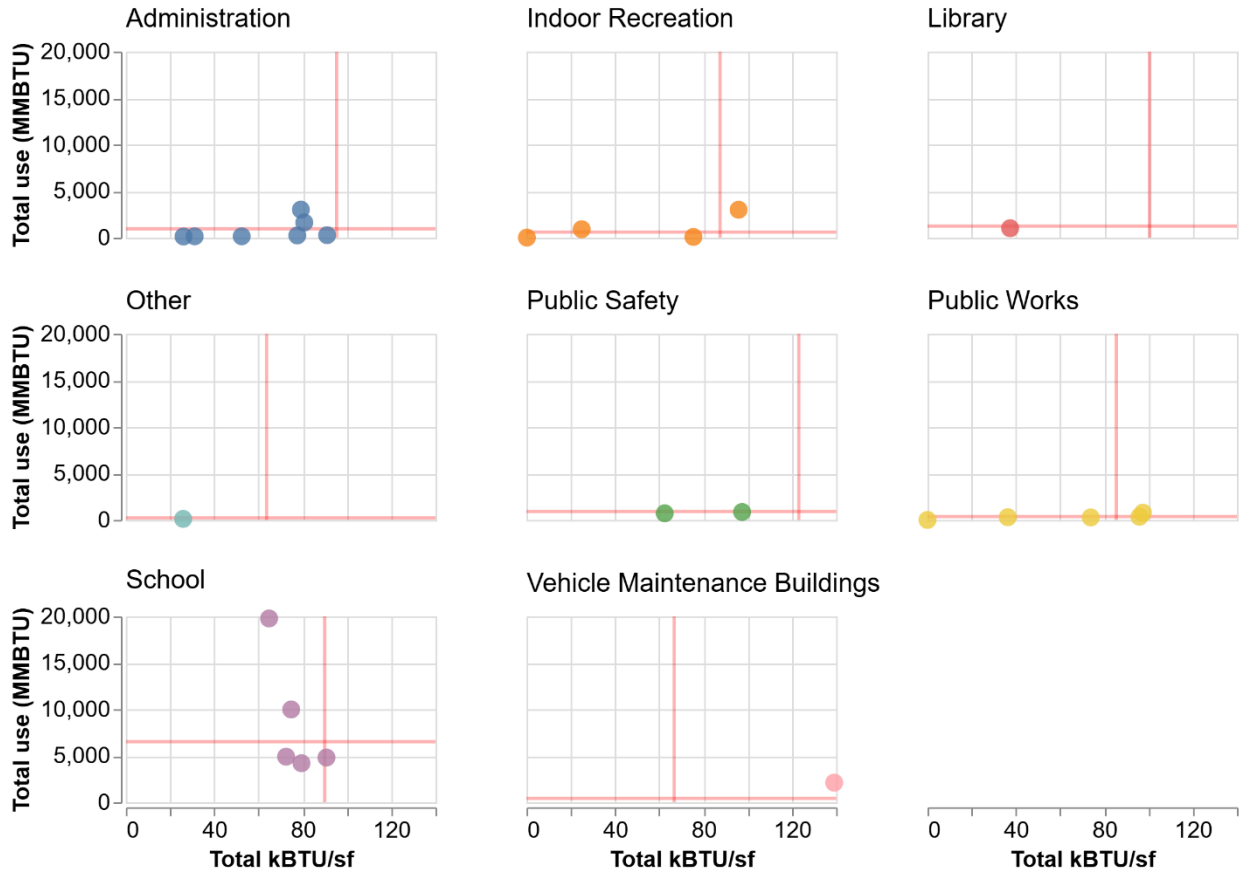 Administration
Indoor Recreation
Library
Total use (MMBTU)
20,000
15,000
10,000
5,000
0
Other
Public Safety
Public Works
Total use (MMBTU)
20,000
15,000
10,000
5,000
0
School
Vehicle Maintenance Buildings
Total use (MMBTU)
20,000
15,000
10,000
5,000
0
0 40 80 120
0 40 80 120
0 40 80 120
Total kBTU/sf
Total kBTU/sf
Total kBTU/sf